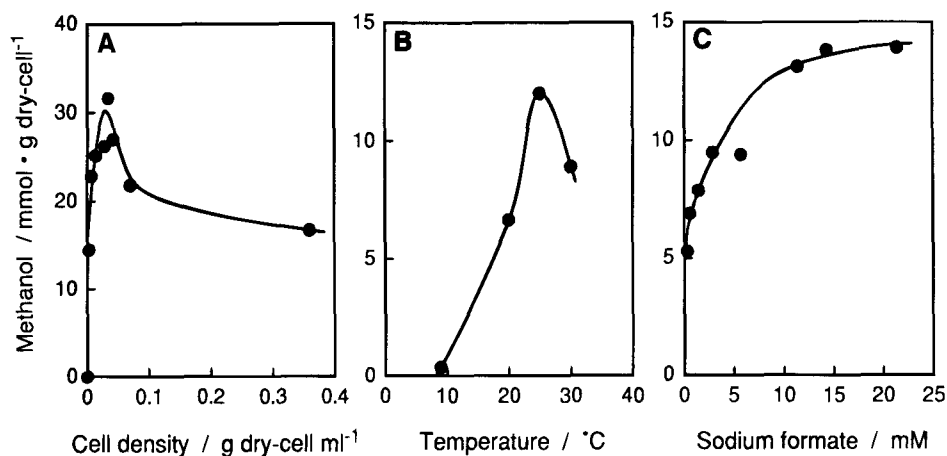 A
B
C
Methanol / mmol • g dry-cell⁻¹
40
30
20
10
0
0 0.1 0.2 0.3 0.4
Cell density / g dry-cell ml⁻¹
15
10
5
0
0 10 20 30 40
Temperature / ˚C
15
10
5
0
0 5 10 15 20 25
Sodium formate / mM